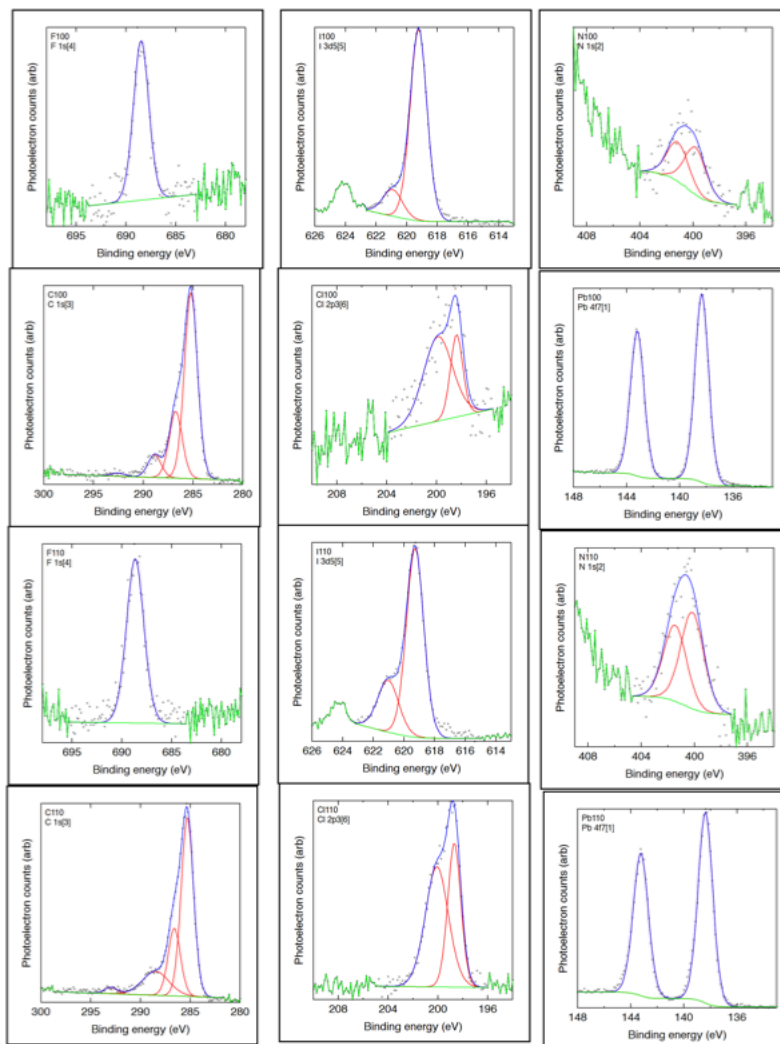 F100
F 1s[4]
Photoelectron counts (arb)
695 690 685 680
Binding energy (eV)
I100
I 3d5[5]
Photoelectron counts (arb)
626 624 622 620 618 616 614
Binding energy (eV)
N100
N 1s[2]
Photoelectron counts (arb)
408 404 400 396
Binding energy (eV)
C100
C 1s[3]
Photoelectron counts (arb)
300 295 290 285 280
Binding energy (eV)
Cl100
Cl 2p3[6]
Photoelectron counts (arb)
208 204 200 196
Binding energy (eV)
Pb100
Pb 4f7[1]
Photoelectron counts (arb)
148 144 140 136
Binding energy (eV)
F110
F 1s[4]
Photoelectron counts (arb)
695 690 685 680
Binding energy (eV)
I110
I 3d5[5]
Photoelectron counts (arb)
626 624 622 620 618 616 614
Binding energy (eV)
N110
N 1s[2]
Photoelectron counts (arb)
409 404 400 393
Binding energy (eV)
C110
C 1s[3]
Photoelectron counts (arb)
300 295 290 285 280
Binding energy (eV)
Cl110
Cl 2p3[6]
Photoelectron counts (arb)
208 204 200 196
Binding energy (eV)
Pb110
Pb 4f7[1]
Photoelectron counts (arb)
148 144 140 136
Binding energy (eV)